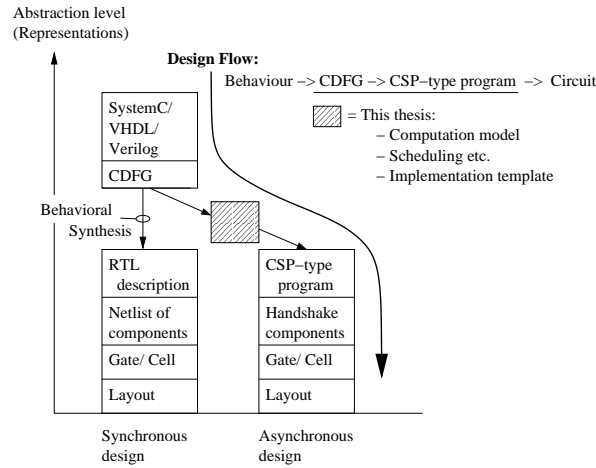 Abstraction level
(Representations)
Design Flow:
Behaviour –> CDFG –> CSP–type program –> Circuit
= This thesis:
– Computation model
– Scheduling etc.
– Implementation template
SystemC/
VHDL/
Verilog
CDFG
Behavioral
Synthesis
RTL
description
Netlist of
components
Gate/ Cell
Layout
CSP–type
program
Handshake
components
Gate/ Cell
Layout
Synchronous
design
Asynchronous
design